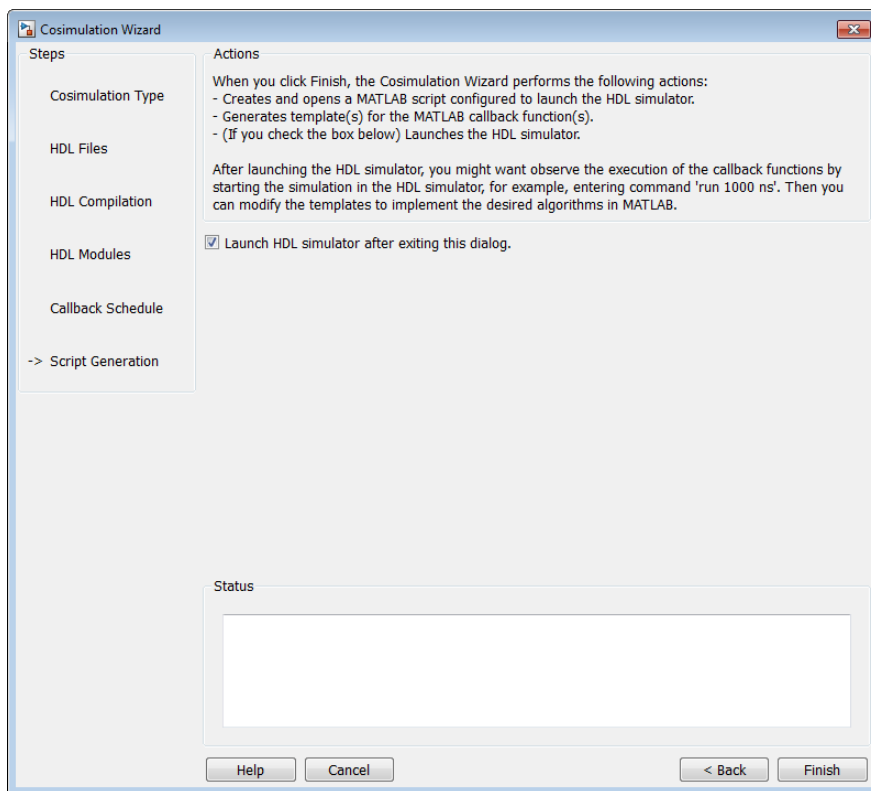 Cosimulation Wizard
Steps
Cosimulation Type
HDL Files
HDL Compilation
HDL Modules
Callback Schedule
-> Script Generation
Actions
When you click Finish, the Cosimulation Wizard performs the following actions:
- Creates and opens a MATLAB script configured to launch the HDL simulator.
- Generates template(s) for the MATLAB callback function(s).
- (If you check the box below) Launches the HDL simulator.
After launching the HDL simulator, you might want observe the execution of the callback functions by
starting the simulation in the HDL simulator, for example, entering command 'run 1000 ns'. Then you
can modify the templates to implement the desired algorithms in MATLAB.
Launch HDL simulator after exiting this dialog.
Status
Help
Cancel
< Back
Finish